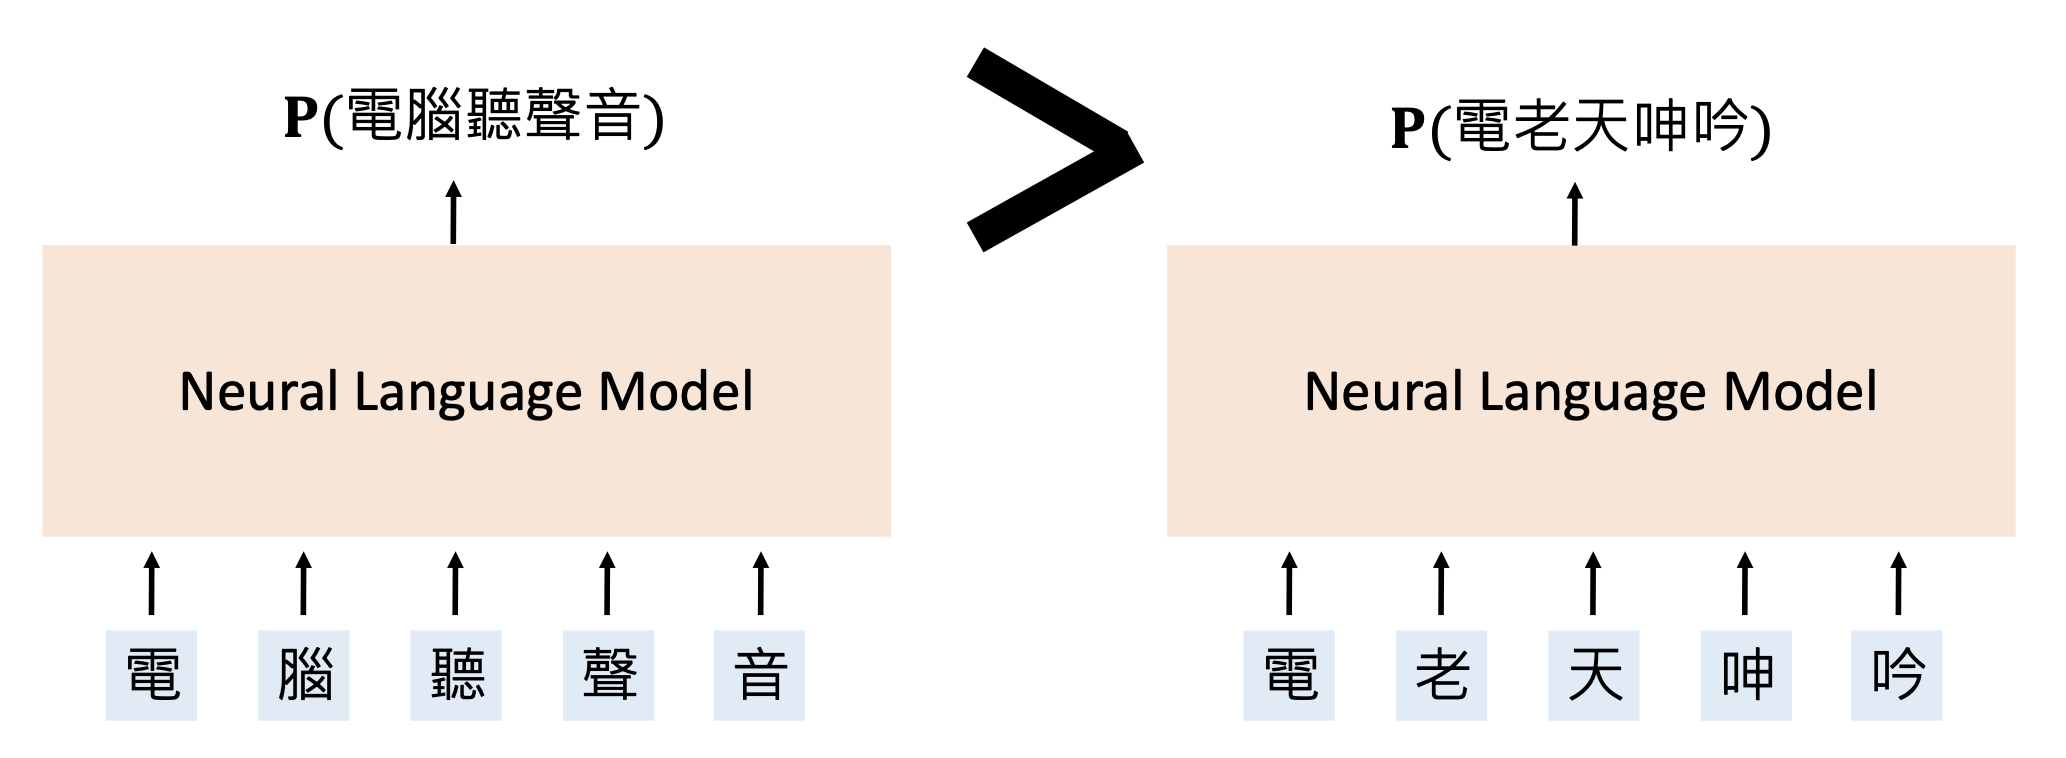 P(電腦聽聲音)
>
P(電老天呻吟)
Neural Language Model
Neural Language Model
電 腦 聽 聲 音
電 老 天 呻 吟